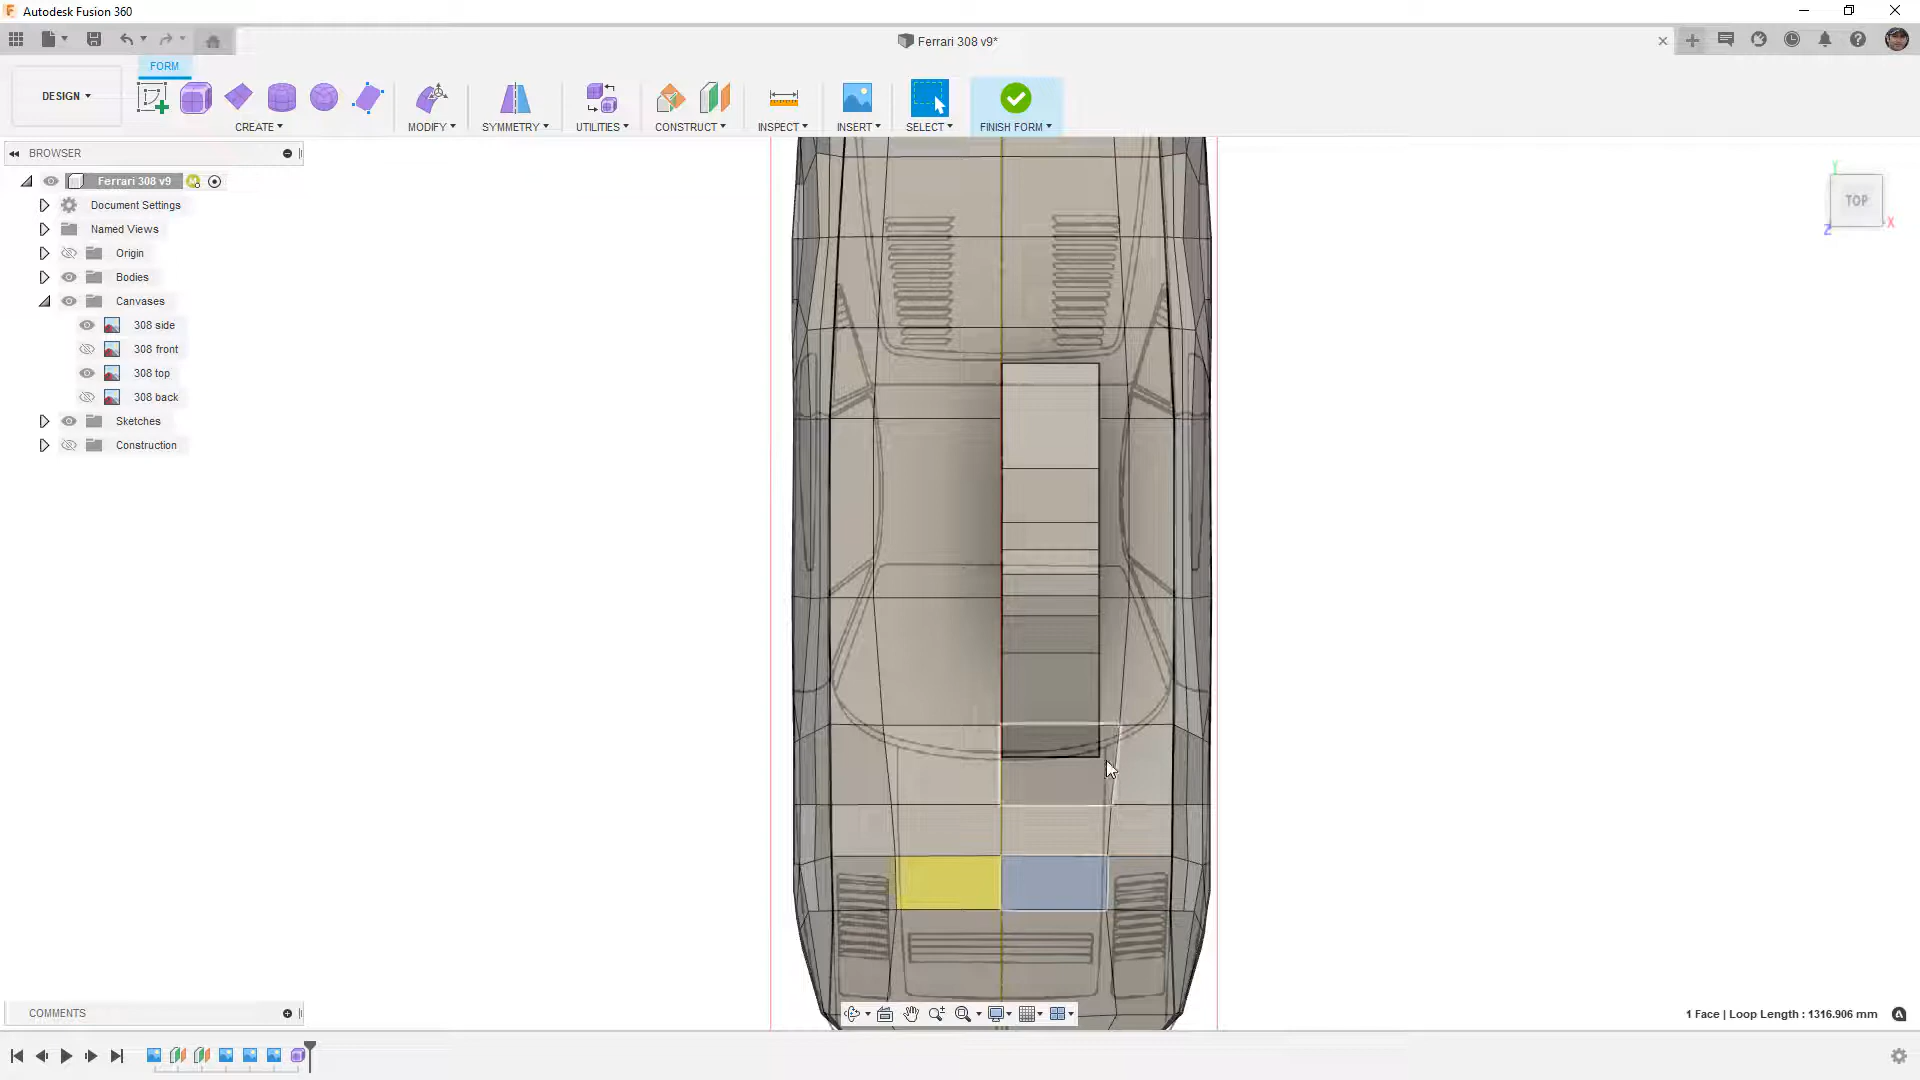 Autodesk Fusion 360
Ferrari 308 v9*
FORM
DESIGN
CREATE
MODIFY
SYMMETRY
UTILITIES
CONSTRUCT
INSPECT
INSERT
SELECT
FINISH FORM
BROWSER
Ferrari 308 v9
Document Settings
Named Views
Origin
Bodies
Canvases
308 side
308 front
308 top
308 back
Sketches
Construction
Y
TOP
X
Z
COMMENTS
1 Face | Loop Length : 1316.906 mm